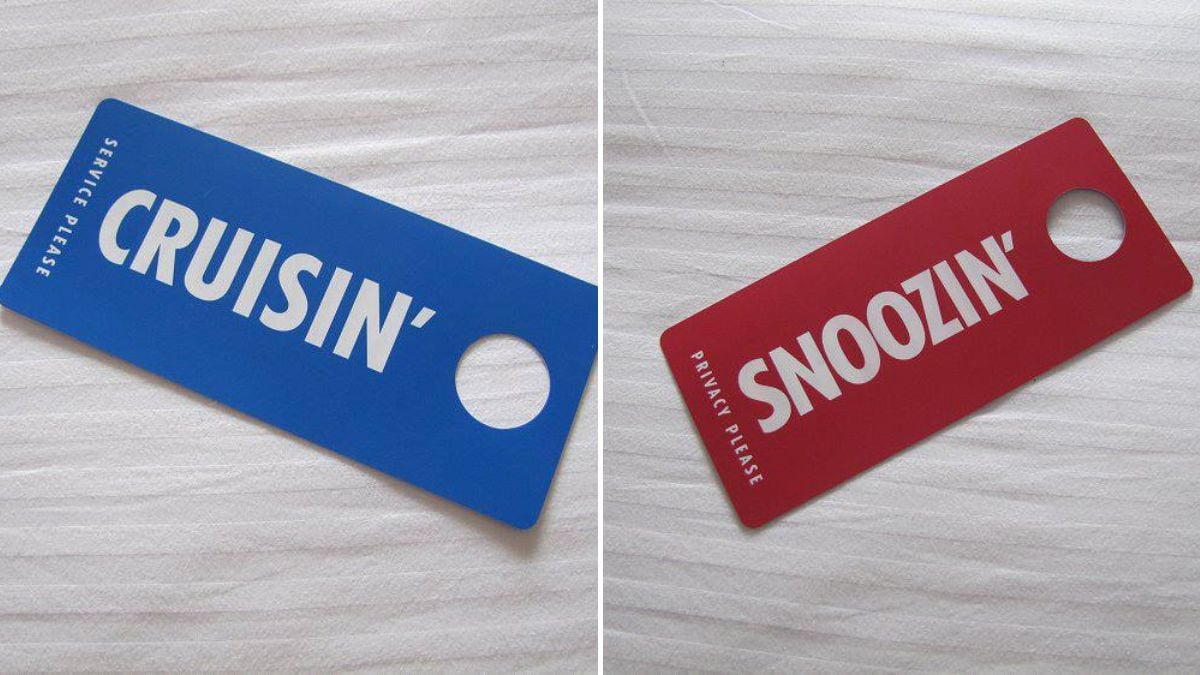 SERVICE PLEASE
CRUISIN'
PRIVACY PLEASE
SNOOZIN'